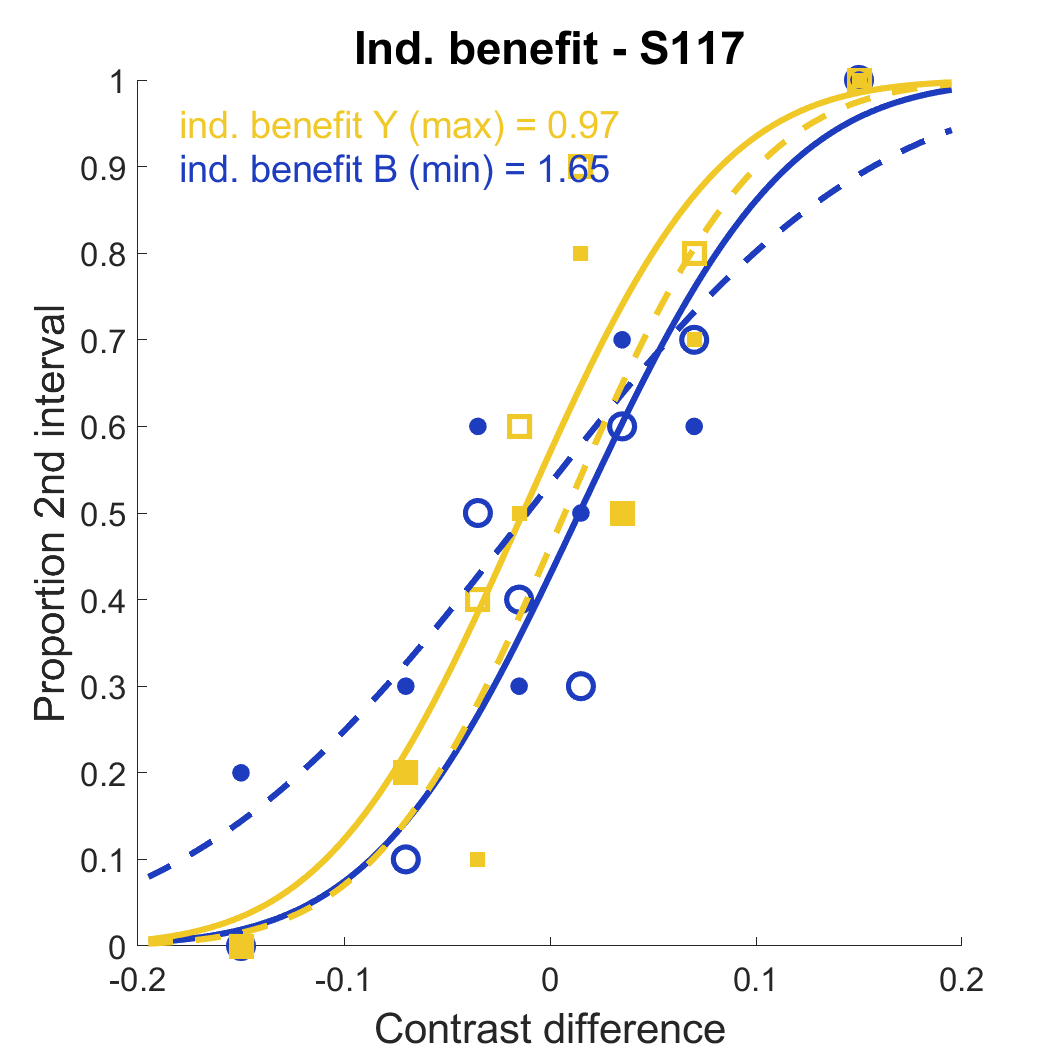 Ind. benefit - S117
ind. benefit Y (max) = 0.97
ind. benefit B (min) = 1.65
Proportion 2nd interval
1
0.9
0.8
0.7
0.6
0.5
0.4
0.3
0.2
0.1
0
-0.2 -0.1 0 0.1 0.2
Contrast difference